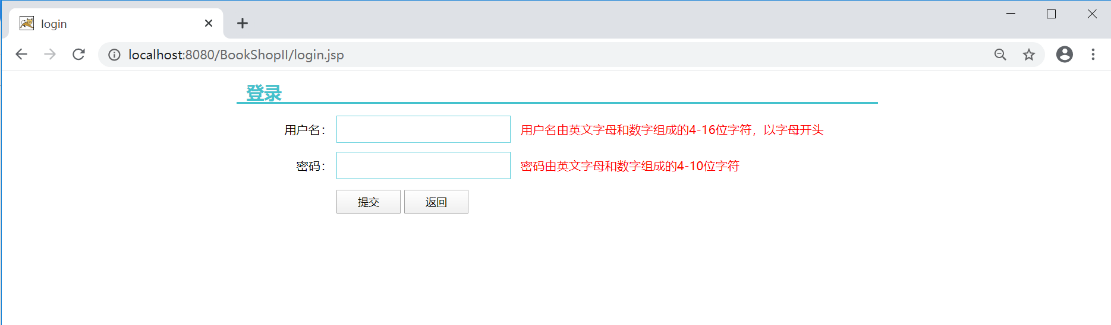 login
localhost:8080/BookShopII/login.jsp
登录
用户名: 用户名由英文字母和数字组成的4-16位字符，以字母开头
密码: 密码由英文字母和数字组成的4-10位字符
提交 返回